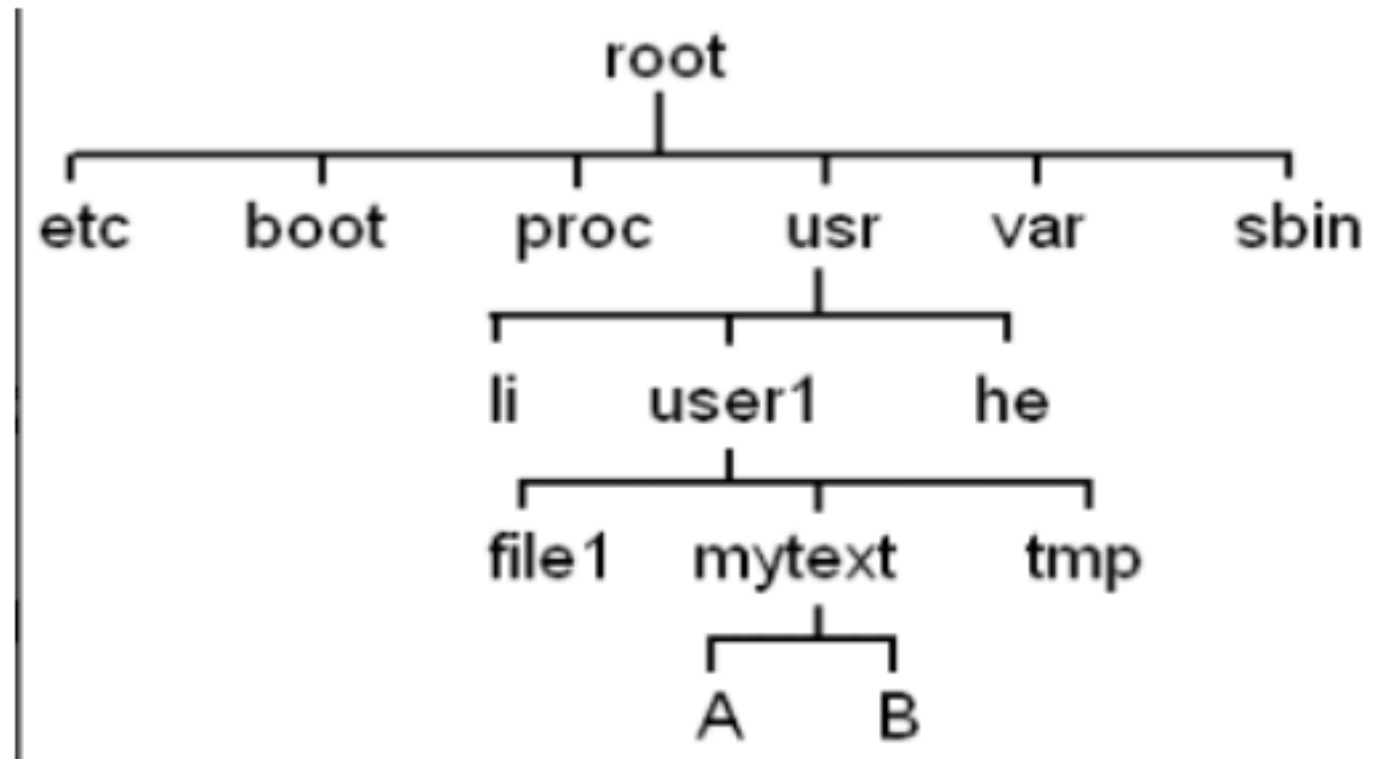 root
etc boot proc usr var sbin
li user1 he
file1 mytext tmp
A B